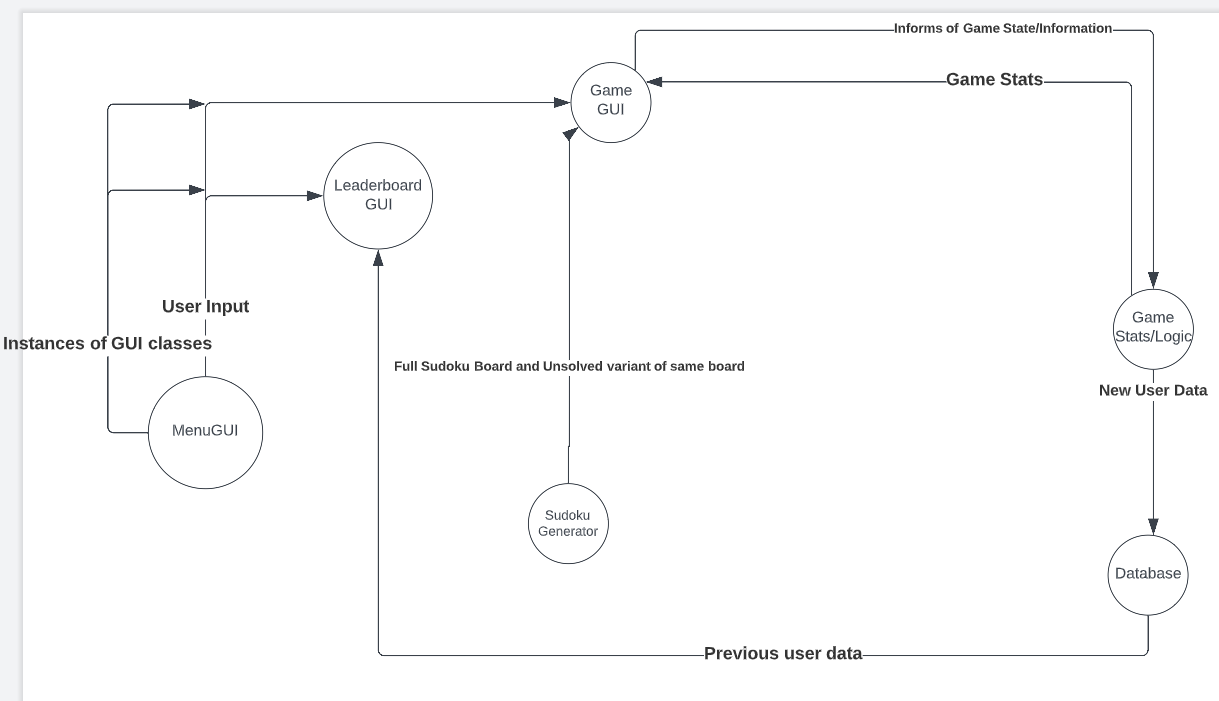 Informs of Game State/Information
Game Stats
Game
GUI
Leaderboard
GUI
User Input
Instances of GUI classes
Game
Stats/Logic
Full Sudoku Board and Unsolved variant of same board
New User Data
MenuGUI
Sudoku
Generator
Database
Previous user data